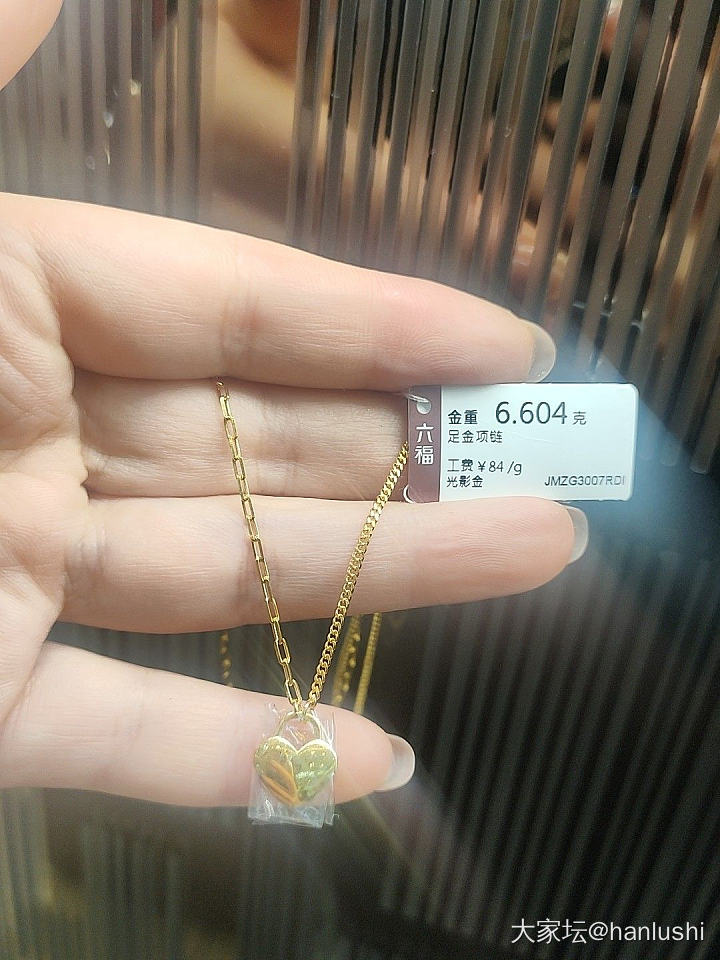 六福
金重 6.604 克
足金项链
工费 ¥84 /g
光影金 JMZG3007RDI
大家坛@hanlushi